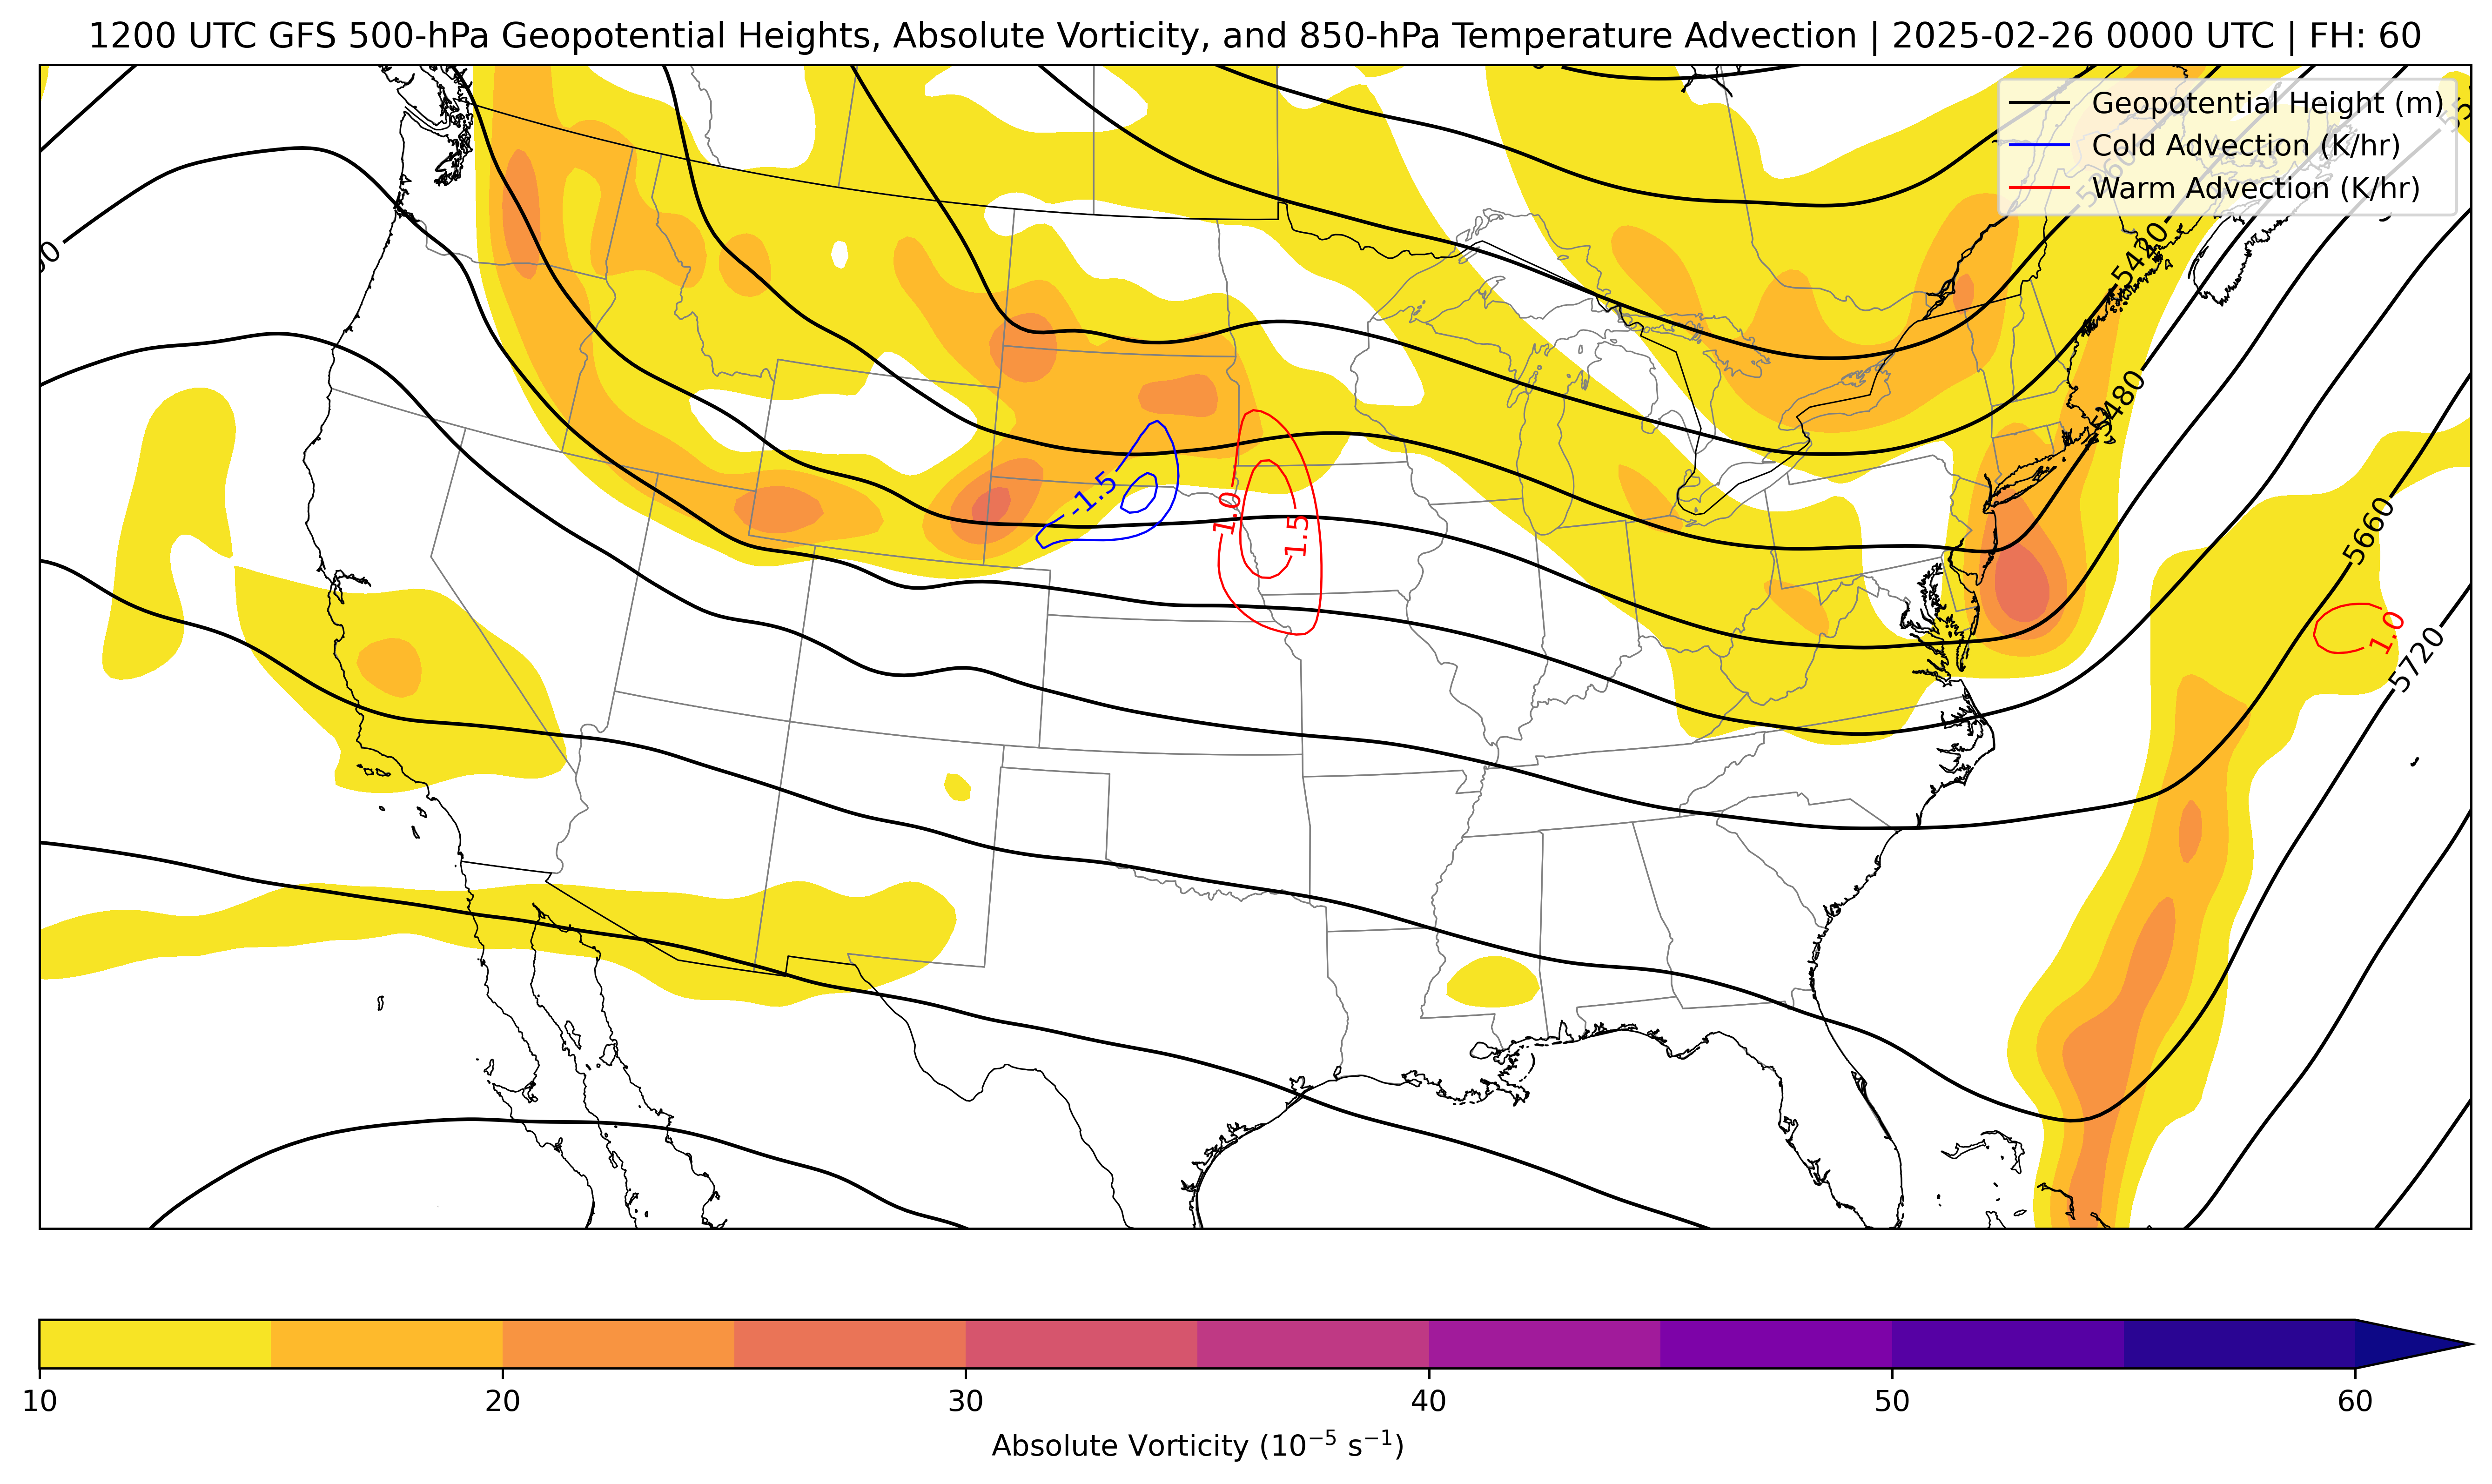 1200 UTC GFS 500-hPa Geopotential Heights, Absolute Vorticity, and 850-hPa Temperature Advection | 2025-02-26 0000 UTC | FH: 60
Geopotential Height (m)
Cold Advection (K/hr)
Warm Advection (K/hr)
5420
5480
-1.5
1.0
1.5
5660
1.0
5720
10
20
30
40
50
60
Absolute Vorticity (10⁻⁵ s⁻¹)